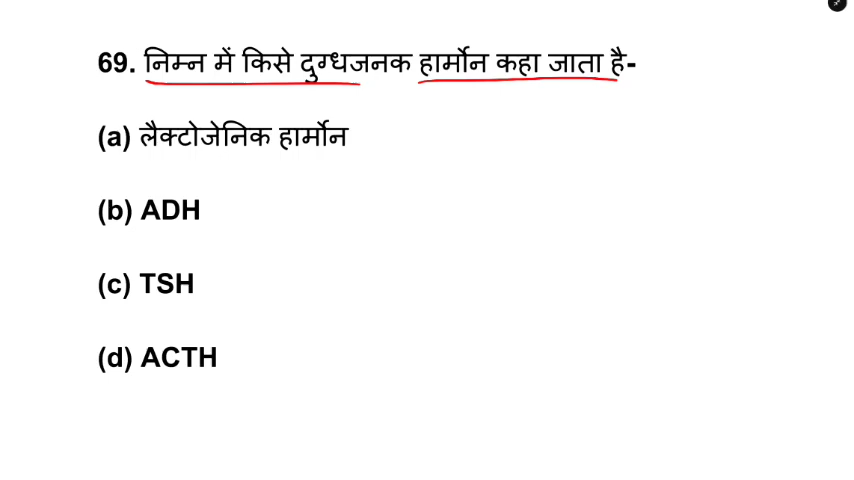 69. निम्न में किसे दुग्धजनक हार्मोन कहा जाता है-
(a) लैक्टोजेनिक हार्मोन
(b) ADH
(c) TSH
(d) ACTH